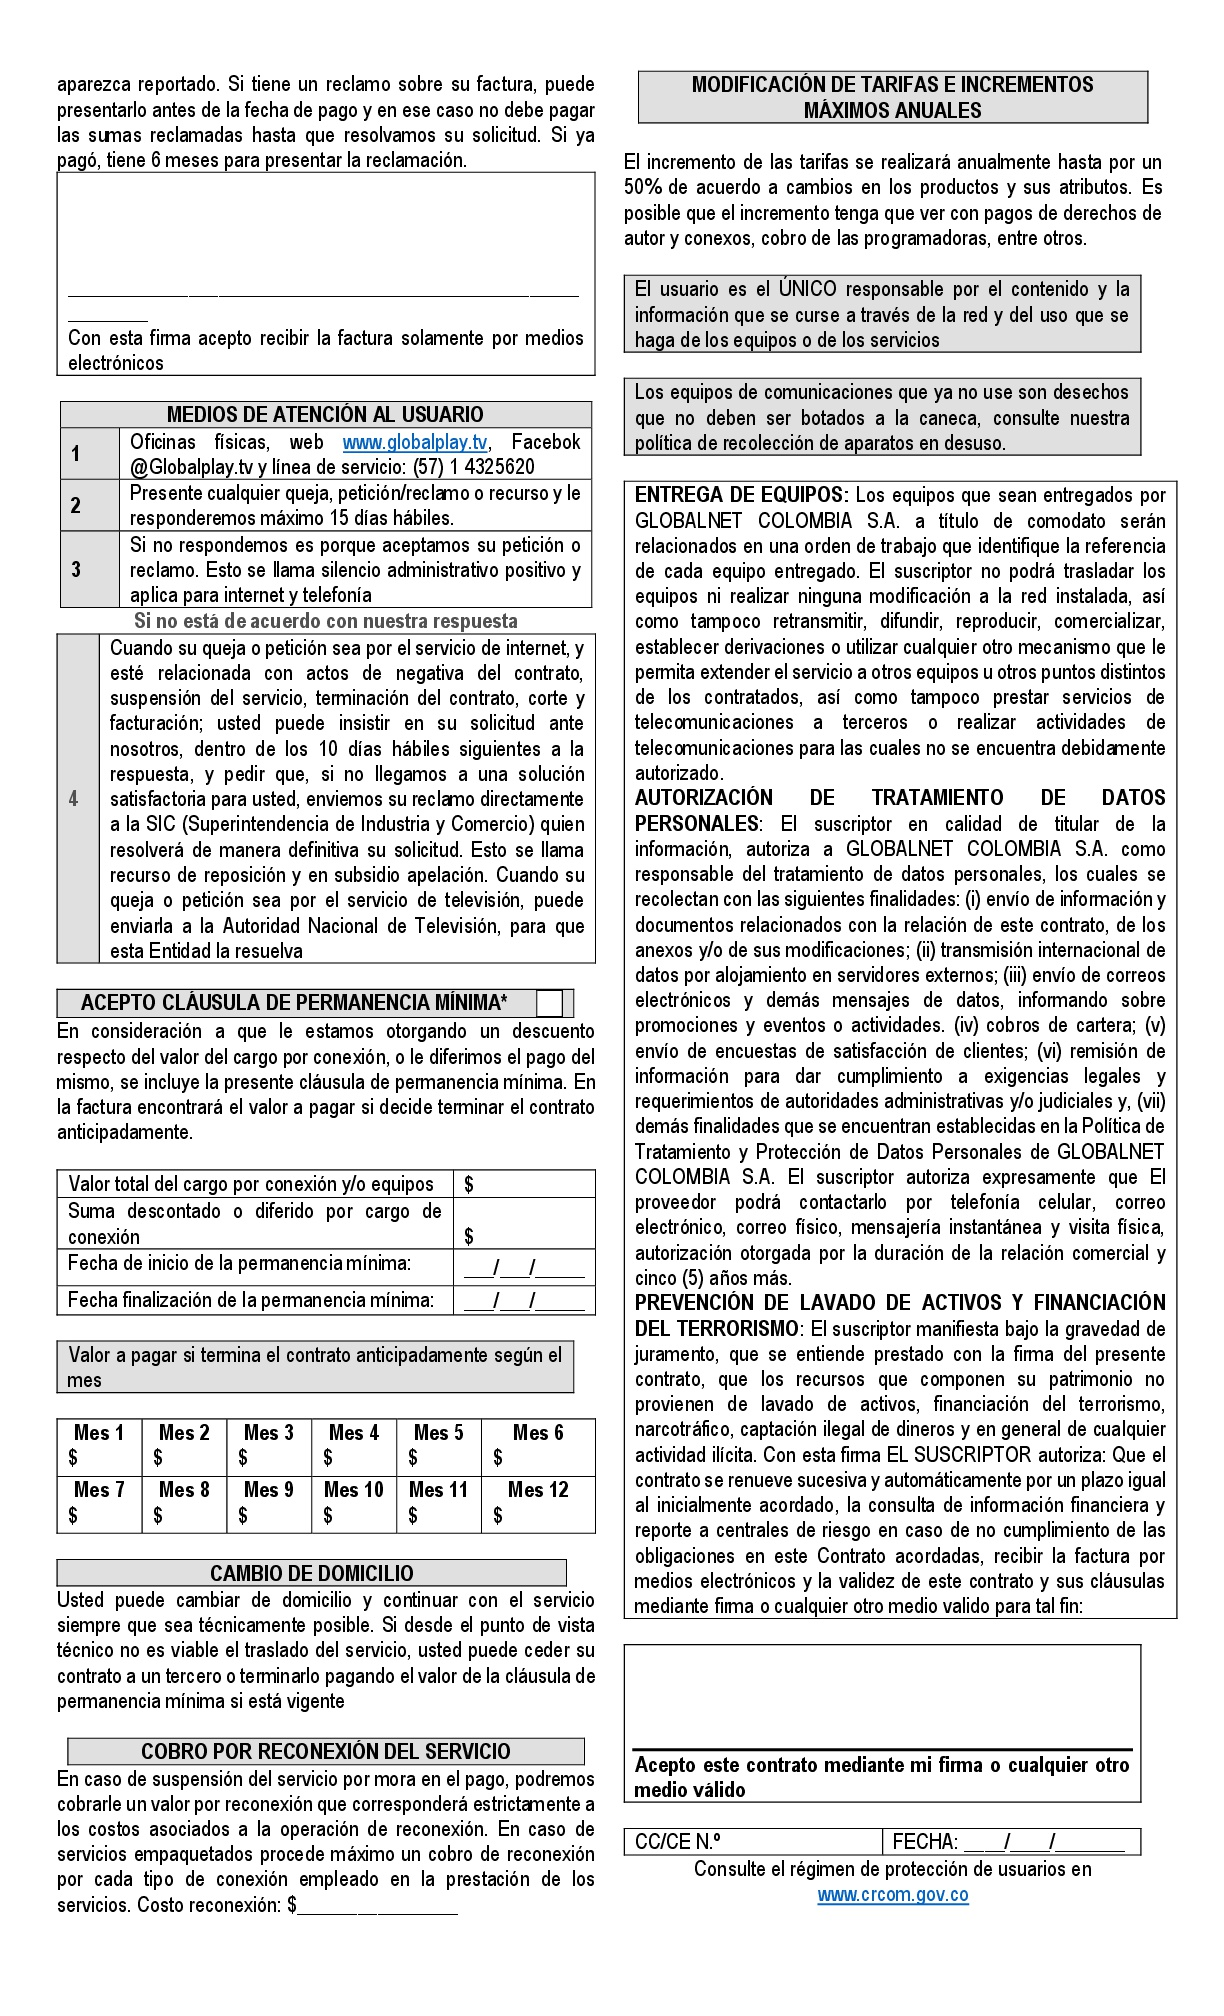 aparezca reportado. Si tiene un reclamo sobre su factura, puede
presentarlo antes de la fecha de pago y en ese caso no debe pagar
las sumas reclamadas hasta que resolvamos su solicitud. Si ya
pagó, tiene 6 meses para presentar la reclamación.
Con esta firma acepto recibir la factura solamente por medios
electrónicos
MEDIOS DE ATENCIÓN AL USUARIO
1 Oficinas físicas, web www.globalplay.tv, Facebok
@Globalplay.tv y línea de servicio: (57) 1 4325620
2 Presente cualquier queja, petición/reclamo o recurso y le
responderemos máximo 15 días hábiles.
3 Si no respondemos es porque aceptamos su petición o
reclamo. Esto se llama silencio administrativo positivo y
aplica para internet y telefonía
Si no está de acuerdo con nuestra respuesta
4 Cuando su queja o petición sea por el servicio de internet, y
esté relacionada con actos de negativa del contrato,
suspensión del servicio, terminación del contrato, corte y
facturación; usted puede insistir en su solicitud ante
nosotros, dentro de los 10 días hábiles siguientes a la
respuesta, y pedir que, si no llegamos a una solución
satisfactoria para usted, enviemos su reclamo directamente
a la SIC (Superintendencia de Industria y Comercio) quien
resolverá de manera definitiva su solicitud. Esto se llama
recurso de reposición y en subsidio apelación. Cuando su
queja o petición sea por el servicio de televisión, puede
enviarla a la Autoridad Nacional de Televisión, para que
esta Entidad la resuelva
ACEPTO CLÁUSULA DE PERMANENCIA MÍNIMA*
En consideración a que le estamos otorgando un descuento
respecto del valor del cargo por conexión, o le diferimos el pago del
mismo, se incluye la presente cláusula de permanencia mínima. En
la factura encontrará el valor a pagar si decide terminar el contrato
anticipadamente.
Valor total del cargo por conexión y/o equipos $
Suma descontado o diferido por cargo de
conexión $
Fecha de inicio de la permanencia mínima: ___/___/_____
Fecha finalización de la permanencia mínima: ___/___/_____
Valor a pagar si termina el contrato anticipadamente según el
mes
Mes 1 Mes 2 Mes 3 Mes 4 Mes 5 Mes 6
$ $ $ $ $ $
Mes 7 Mes 8 Mes 9 Mes 10 Mes 11 Mes 12
$ $ $ $ $ $
CAMBIO DE DOMICILIO
Usted puede cambiar de domicilio y continuar con el servicio
siempre que sea técnicamente posible. Si desde el punto de vista
técnico no es viable el traslado del servicio, usted puede ceder su
contrato a un tercero o terminarlo pagando el valor de la cláusula de
permanencia mínima si está vigente
COBRO POR RECONEXIÓN DEL SERVICIO
En caso de suspensión del servicio por mora en el pago, podremos
cobrarle un valor por reconexión que corresponderá estrictamente a
los costos asociados a la operación de reconexión. En caso de
servicios empaquetados procede máximo un cobro de reconexión
por cada tipo de conexión empleado en la prestación de los
servicios. Costo reconexión: $________________
MODIFICACIÓN DE TARIFAS E INCREMENTOS
MÁXIMOS ANUALES
El incremento de las tarifas se realizará anualmente hasta por un
50% de acuerdo a cambios en los productos y sus atributos. Es
posible que el incremento tenga que ver con pagos de derechos de
autor y conexos, cobro de las programadoras, entre otros.
El usuario es el ÚNICO responsable por el contenido y la
información que se curse a través de la red y del uso que se
haga de los equipos o de los servicios
Los equipos de comunicaciones que ya no use son desechos
que no deben ser botados a la caneca, consulte nuestra
política de recolección de aparatos en desuso.
ENTREGA DE EQUIPOS: Los equipos que sean entregados por
GLOBALNET COLOMBIA S.A. a título de comodato serán
relacionados en una orden de trabajo que identifique la referencia
de cada equipo entregado. El suscriptor no podrá trasladar los
equipos ni realizar ninguna modificación a la red instalada, así
como tampoco retransmitir, difundir, reproducir, comercializar,
establecer derivaciones o utilizar cualquier otro mecanismo que le
permita extender el servicio a otros equipos u otros puntos distintos
de los contratados, así como tampoco prestar servicios de
telecomunicaciones a terceros o realizar actividades de
telecomunicaciones para las cuales no se encuentra debidamente
autorizado.
AUTORIZACIÓN DE TRATAMIENTO DE DATOS
PERSONALES: El suscriptor en calidad de titular de la
información, autoriza a GLOBALNET COLOMBIA S.A. como
responsable del tratamiento de datos personales, los cuales se
recolectan con las siguientes finalidades: (i) envío de información y
documentos relacionados con la relación de este contrato, de los
anexos y/o de sus modificaciones; (ii) transmisión internacional de
datos por alojamiento en servidores externos; (iii) envío de correos
electrónicos y demás mensajes de datos, informando sobre
promociones y eventos o actividades. (iv) cobros de cartera; (v)
envío de encuestas de satisfacción de clientes; (vi) remisión de
información para dar cumplimiento a exigencias legales y
requerimientos de autoridades administrativas y/o judiciales y, (vii)
demás finalidades que se encuentran establecidas en la Política de
Tratamiento y Protección de Datos Personales de GLOBALNET
COLOMBIA S.A. El suscriptor autoriza expresamente que El
proveedor podrá contactarlo por telefonía celular, correo
electrónico, correo físico, mensajería instantánea y visita física,
autorización otorgada por la duración de la relación comercial y
cinco (5) años más.
PREVENCIÓN DE LAVADO DE ACTIVOS Y FINANCIACIÓN
DEL TERRORISMO: El suscriptor manifiesta bajo la gravedad de
juramento, que se entiende prestado con la firma del presente
contrato, que los recursos que componen su patrimonio no
provienen de lavado de activos, financiación del terrorismo,
narcotráfico, captación ilegal de dineros y en general de cualquier
actividad ilícita. Con esta firma EL SUSCRIPTOR autoriza: Que el
contrato se renueve sucesiva y automáticamente por un plazo igual
al inicialmente acordado, la consulta de información financiera y
reporte a centrales de riesgo en caso de no cumplimiento de las
obligaciones en este Contrato acordadas, recibir la factura por
medios electrónicos y la validez de este contrato y sus cláusulas
mediante firma o cualquier otro medio valido para tal fin:
Acepto este contrato mediante mi firma o cualquier otro
medio válido
CC/CE N.º FECHA: ____/____/_______
Consulte el régimen de protección de usuarios en
www.crcom.gov.co